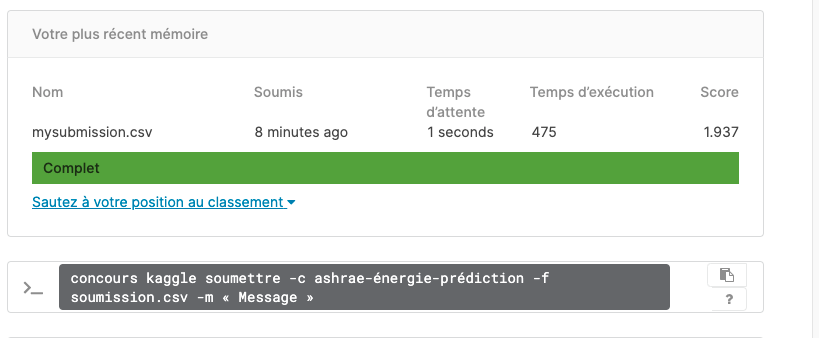 Votre plus récent mémoire
Nom Soumis Temps d'attente Temps d'exécution Score
mysubmission.csv 8 minutes ago 1 seconds 475 1.937
Complet
Sautez à votre position au classement
>_ concours kaggle soumettre -c ashrae-énergie-prédiction -f
soumission.csv -m « Message »
?